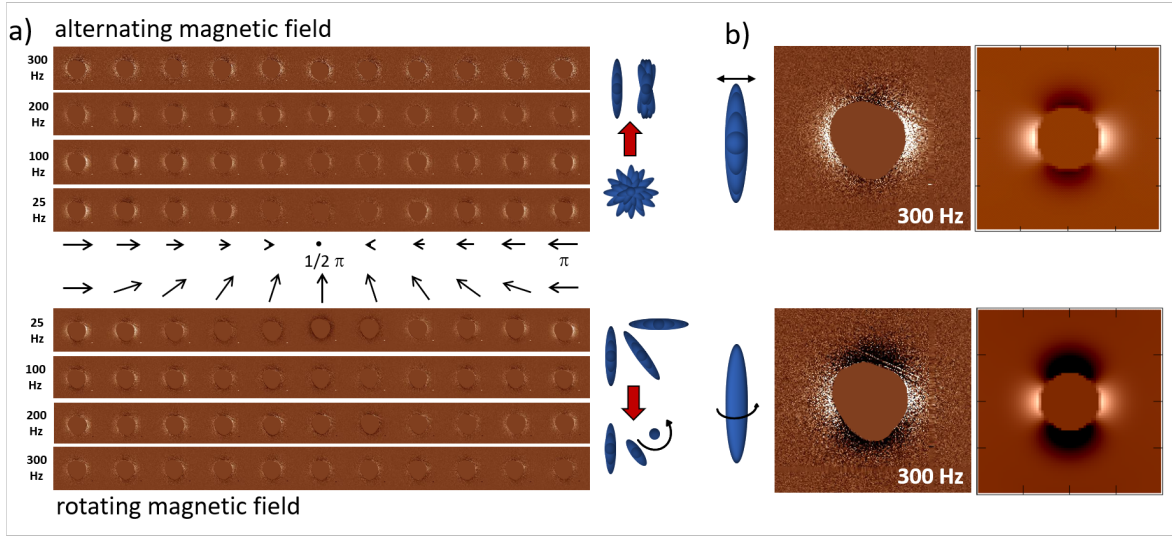 a)
alternating magnetic field
300
Hz
200
Hz
100
Hz
25
Hz
1/2 π
π
25
Hz
100
Hz
200
Hz
300
Hz
rotating magnetic field
b)
300 Hz
300 Hz